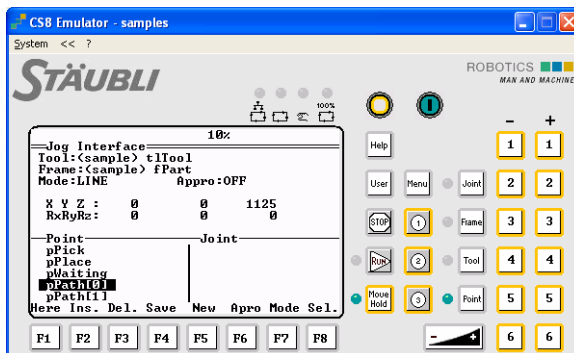 CS8 Emulator - samples
System << ?
STÄUBLI
ROBOTICS
MAN AND MACHINE
100%
10%
Jog Interface
Tool:(sample) tlTool
Frame:(sample) fPart
Mode:LINE Appro:OFF
X Y Z : 0 0 1125
RxRyRz: 0 0 0
Point Joint
pPick
pPlace
pWaiting
pPath[0]
pPath[1]
Here Ins. Del. Save New Apro Mode Sel.
F1 F2 F3 F4 F5 F6 F7 F8
Help
User Menu Joint
STOP 1 Frame
RUN 2 Tool
Move Hold 3 Point
- +
1 1
2 2
3 3
4 4
5 5
6 6
- +